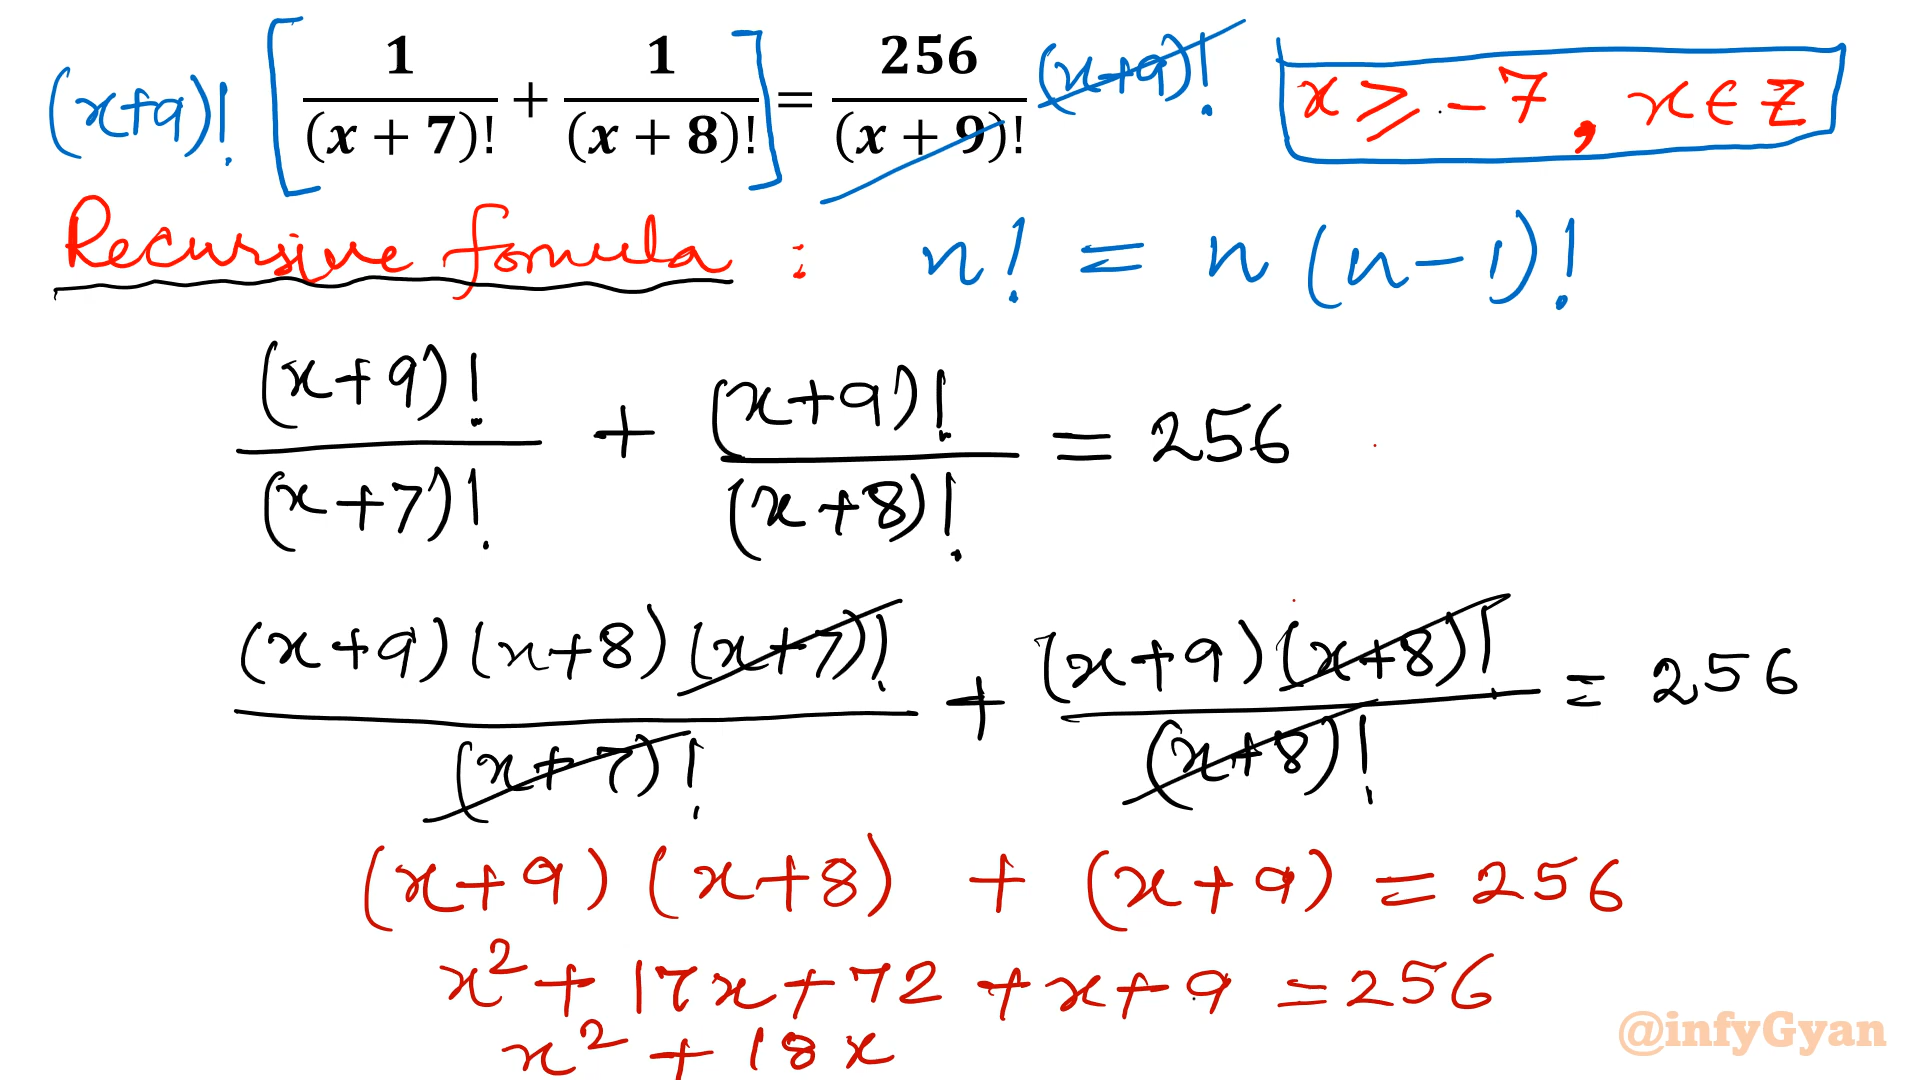 (x+9)! [ 1/(x + 7)! + 1/(x + 8)! ] = 256/(x + 9)! (x+9)! x ≥ -7, x ∈ Z
Recursive fomula : n! = n (n-1)!
(x+9)!/(x+7)! + (x+9)!/(x+8)! = 256
(x+9)(x+8)(x+7)!/(x+7)! + (x+9)(x+8)!/(x+8)! = 256
(x+9)(x+8) + (x+9) = 256
x² + 17x + 72 + x + 9 = 256
x² + 18x
@infyGyan